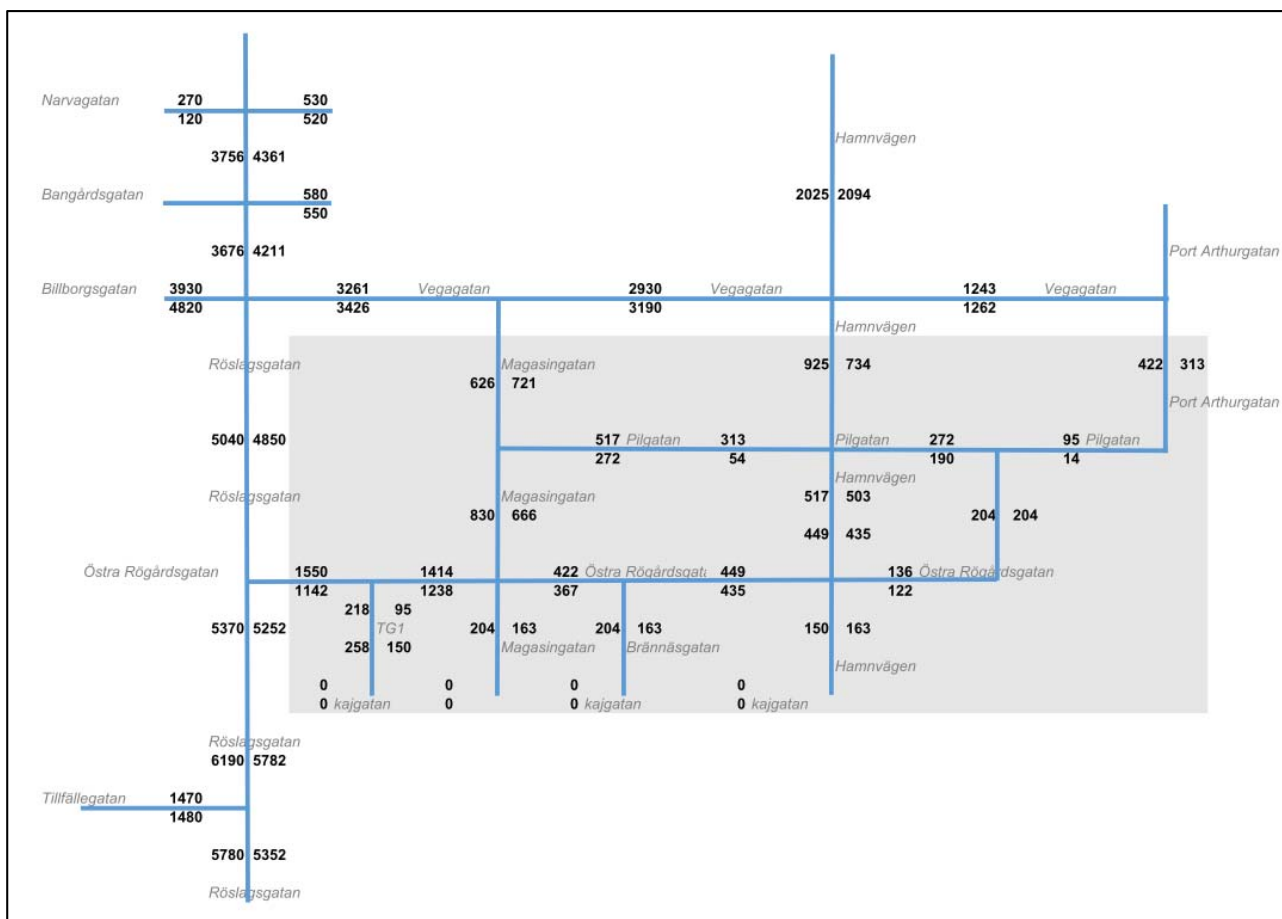 Narvagatan 270 530
120 520
Hamnvägen
3756 4361
Bangårdsgatan 580 2025 2094
550
3676 4211 Port Arthurgatan
Billborgsgatan 3930 3261 Vegagatan 2930 Vegagatan 1243 Vegagatan
4820 3426 3190 1262
Hamnvägen
Röslagsgatan Magasingatan 925 734 422 313
626 721
Port Arthurgatan
5040 4850 517 Pilgatan 313 Pilgatan 272 95 Pilgatan
272 54 190 14
Hamnvägen
Röslagsgatan Magasingatan 517 503
830 666 204 204
449 435
Östra Rögårdsgatan 1550 1414 422 Östra Rögårdsgata 449 136 Östra Rögårdsgatan
1142 1238 367 435 122
218 95
5370 5252 TG1 204 163 204 163 150 163
258 150 Magasingatan Brännäsgatan
Hamnvägen
0 0 0 0
0 kajgatan 0 0 kajgatan 0 kajgatan
Röslagsgatan
6190 5782
Tillfällegatan 1470
1480
5780 5352
Röslagsgatan